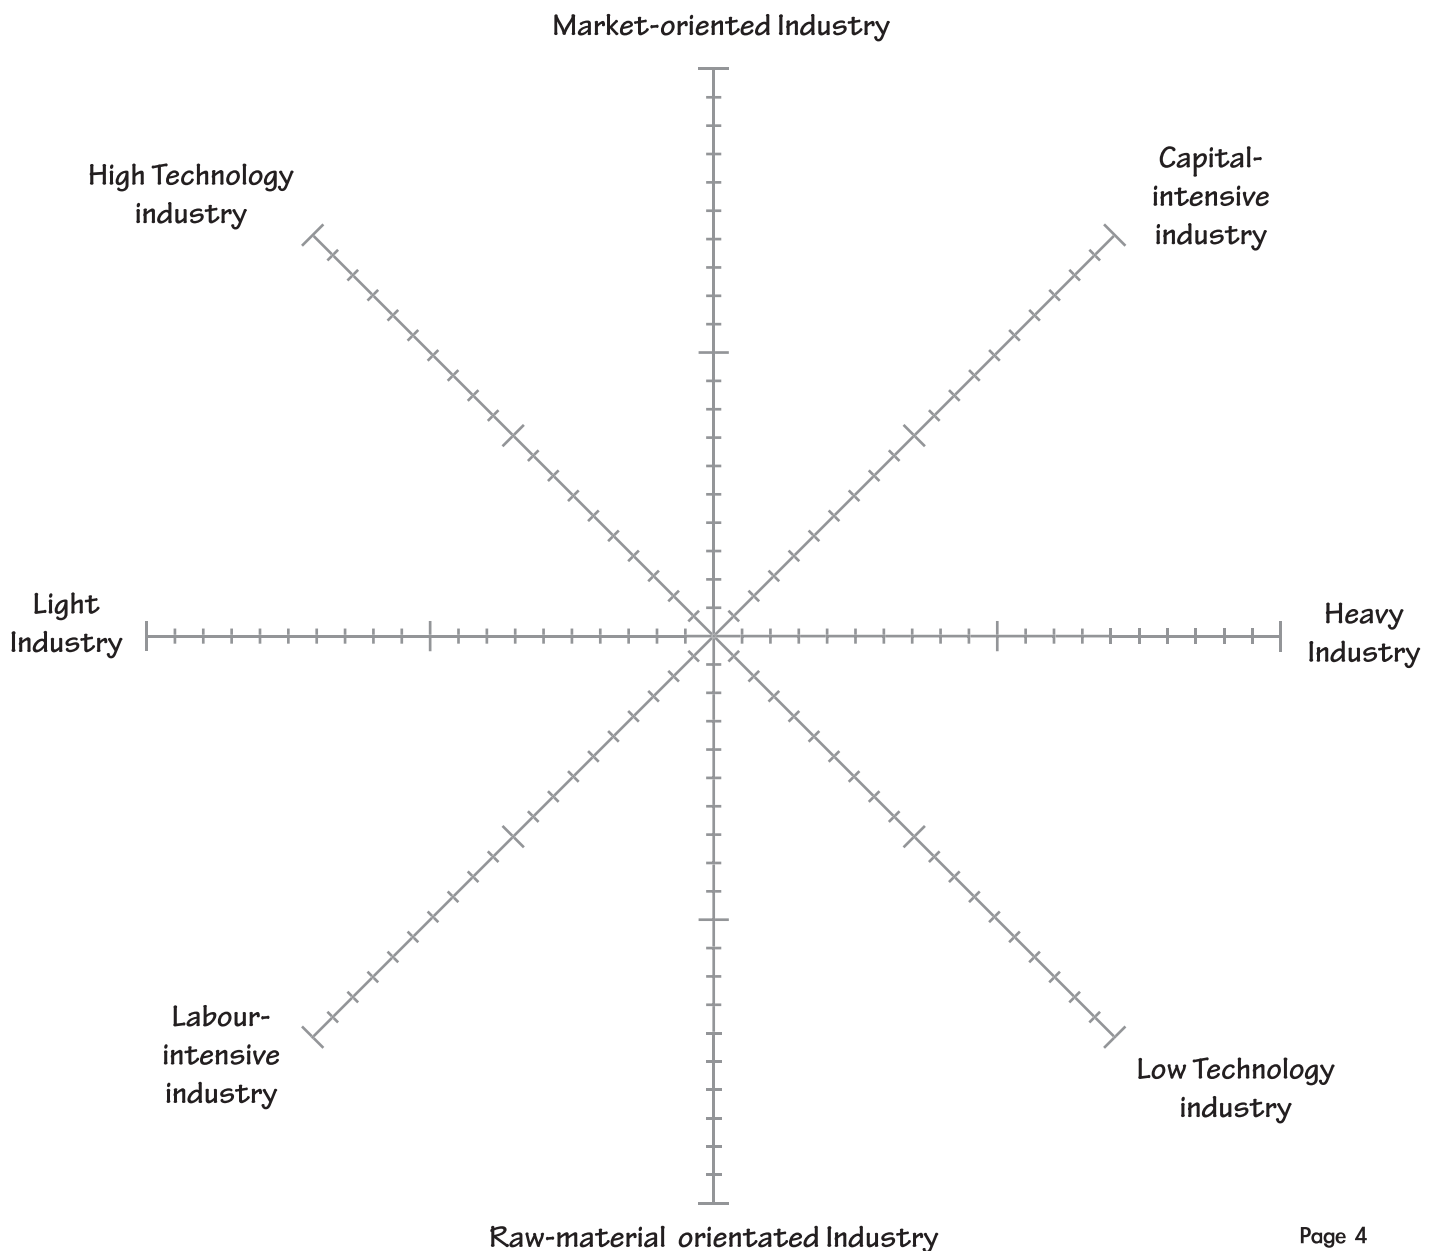 Market-oriented Industry
Capital-
intensive
industry
High Technology
industry
Light
Industry
Heavy
Industry
Labour-
intensive
industry
Low Technology
industry
Raw-material orientated Industry
Page 4